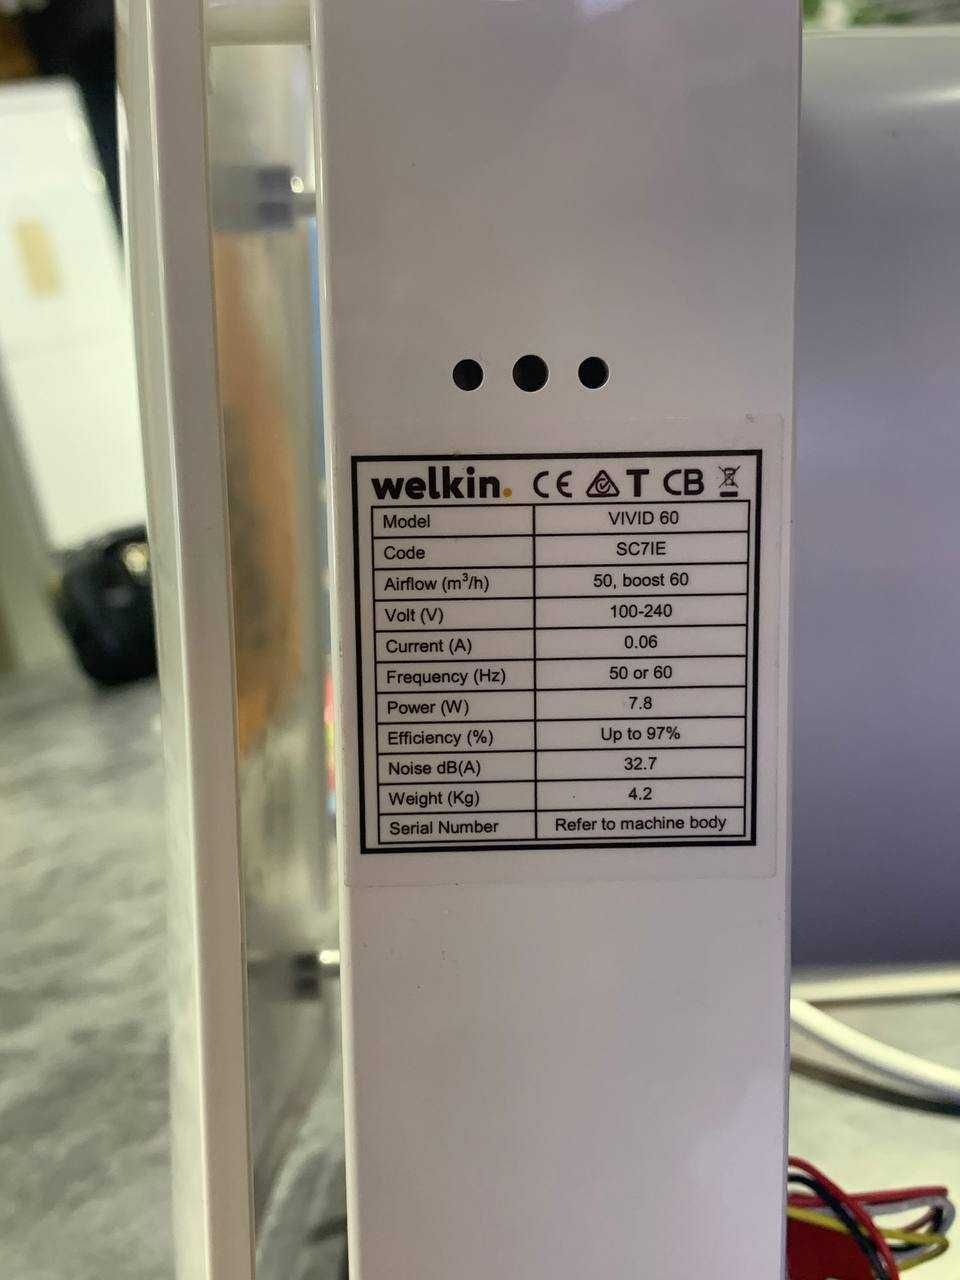 welkin. CE T CB
Model VIVID 60
Code SC7IE
Airflow (m³/h) 50, boost 60
Volt (V) 100-240
Current (A) 0.06
Frequency (Hz) 50 or 60
Power (W) 7.8
Efficiency (%) Up to 97%
Noise dB(A) 32.7
Weight (Kg) 4.2
Serial Number Refer to machine body